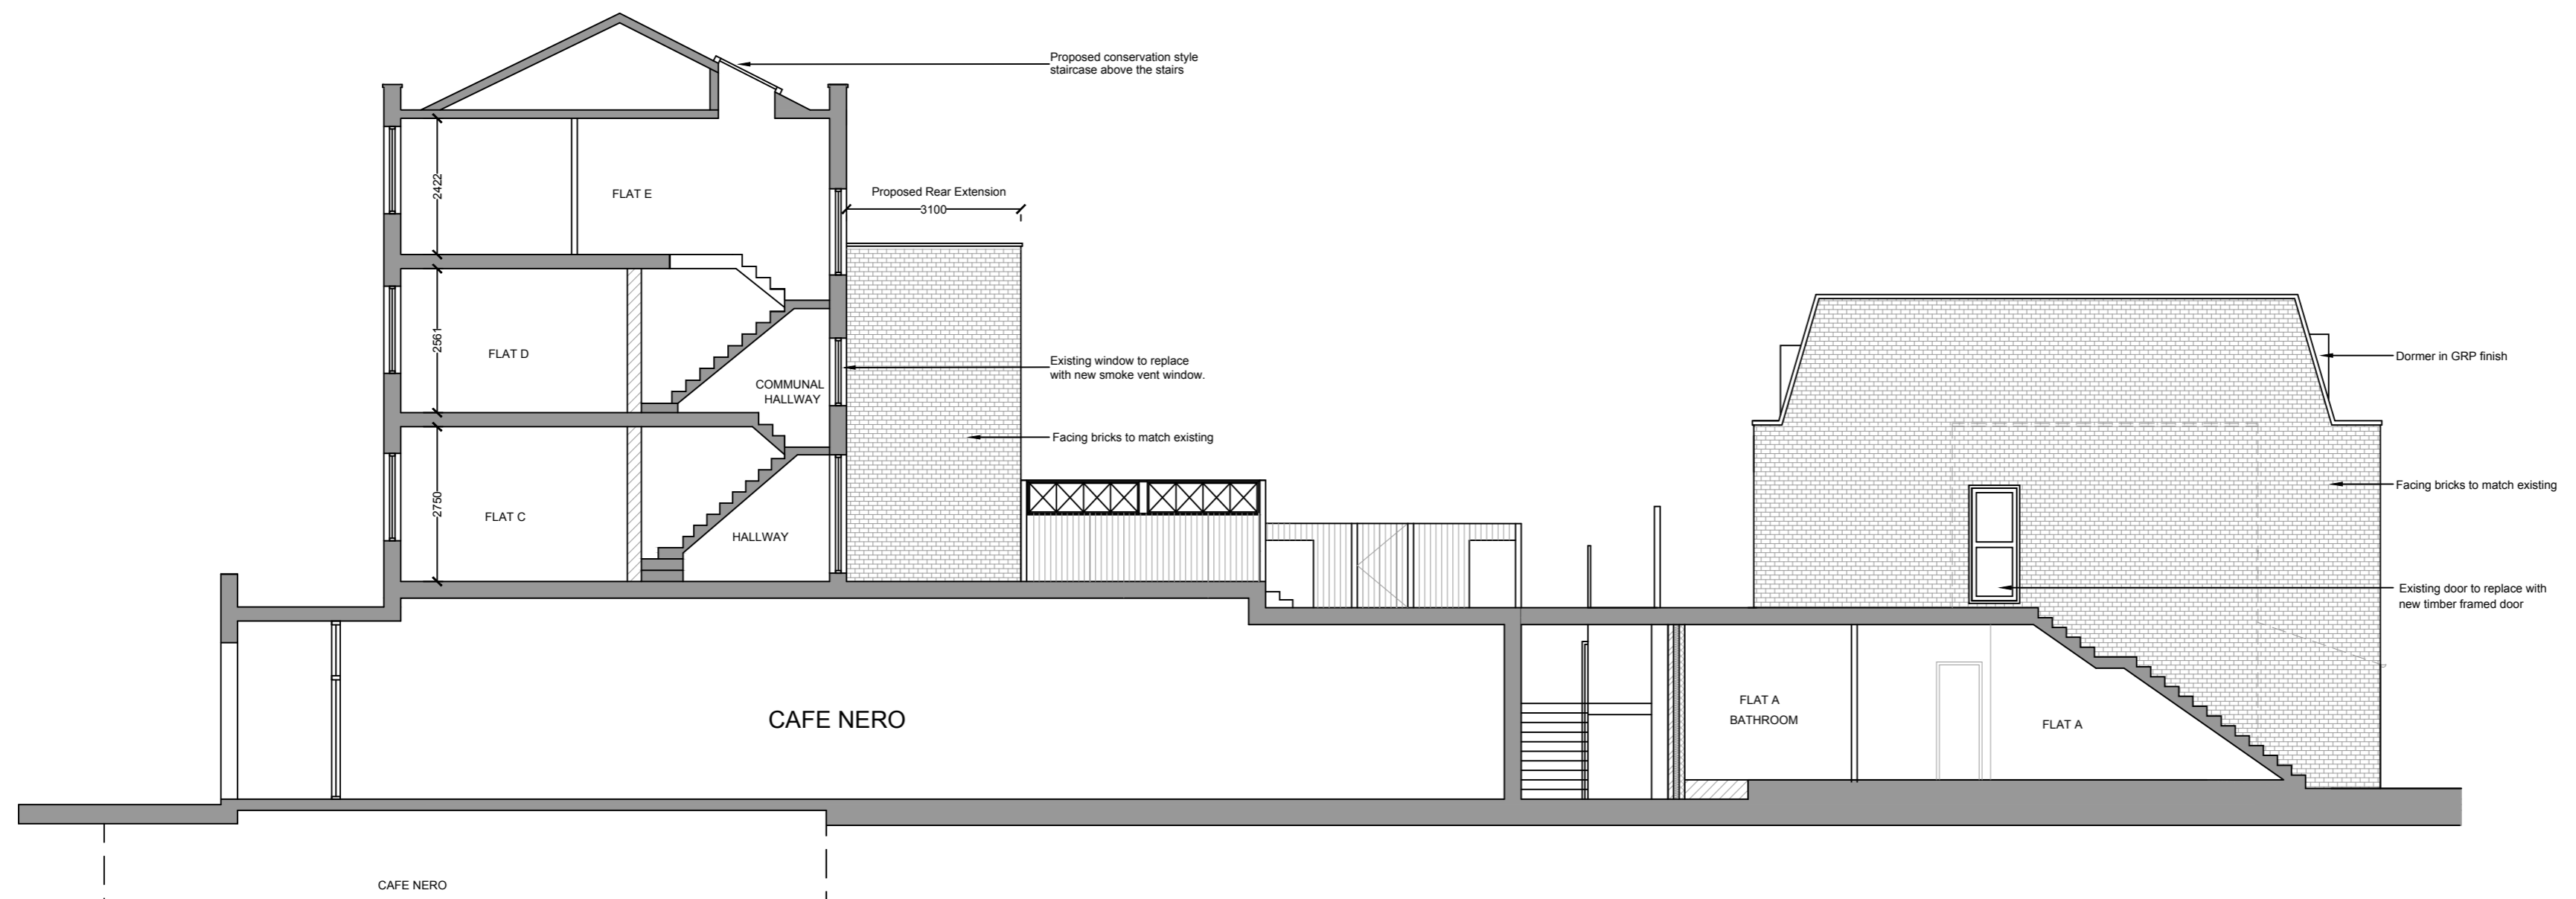 Proposed conservation style
staircase above the stairs
2422
FLAT E
Proposed Rear Extension
3100
2561
FLAT D
COMMUNAL
HALLWAY
Existing window to replace
with new smoke vent window.
Dormer in GRP finish
Facing bricks to match existing
2750
FLAT C
HALLWAY
Facing bricks to match existing
Existing door to replace with
new timber framed door
CAFE NERO
FLAT A
BATHROOM
FLAT A
CAFE NERO